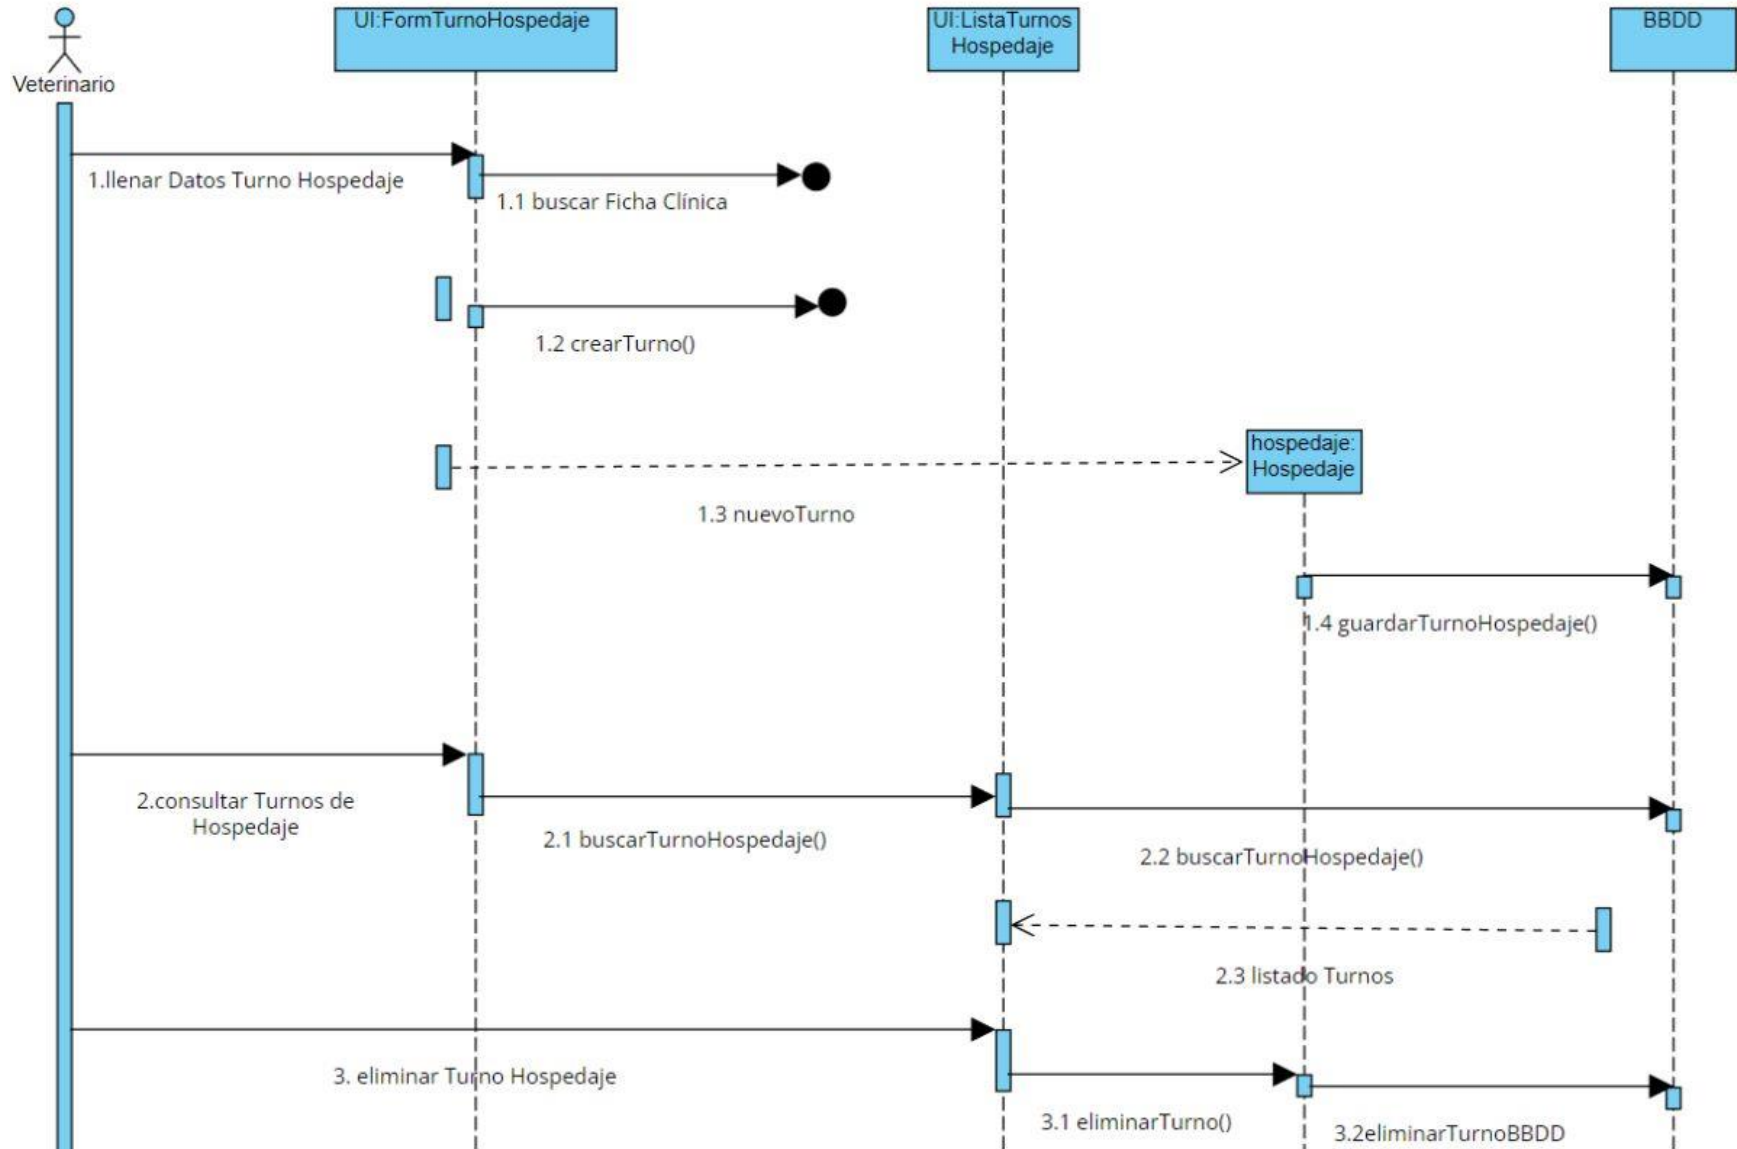 UI:FormTurnoHospedaje
UI:ListaTurnos
Hospedaje
BBDD
Veterinario
1.llenar Datos Turno Hospedaje
1.1 buscar Ficha Clínica
1.2 crearTurno()
hospedaje:
Hospedaje
1.3 nuevoTurno
1.4 guardarTurnoHospedaje()
2.consultar Turnos de
Hospedaje
2.1 buscarTurnoHospedaje()
2.2 buscarTurnoHospedaje()
2.3 listado Turnos
3. eliminar Turno Hospedaje
3.1 eliminarTurno()
3.2eliminarTurnoBBDD